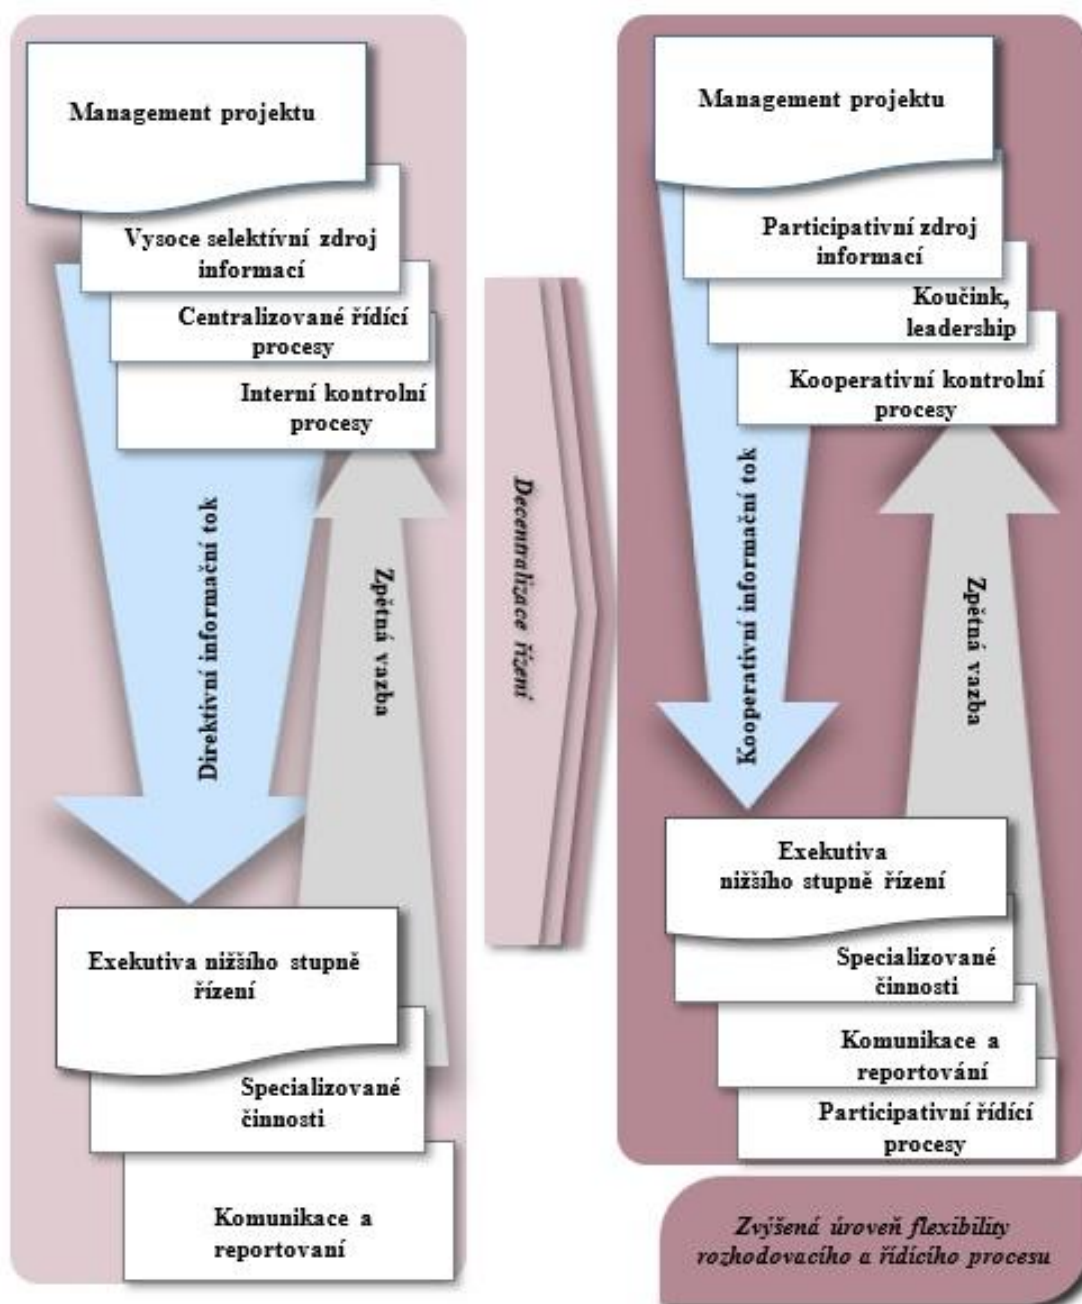 Management projektu
Vysoce selektívní zdroj
informací
Centralizované řídící
procesy
Interní kontrolní
procesy
Direktivní informační tok
Zpětná vazba
Exekutiva nižšího stupně
řízení
Specializované
činnosti
Komunikace a
reportovaní
Decentralizace řízení
Management projektu
Participativní zdroj
informací
Koučink,
leadership
Kooperativní kontrolní
procesy
Kooperativní informační tok
Zpětná vazba
Exekutiva
nižšího stupně řízení
Specializované
činnosti
Komunikace a
reportování
Participativní řídící
procesy
Zvýšená úroveň flexibility
rozhodovacího a řídícího procesu